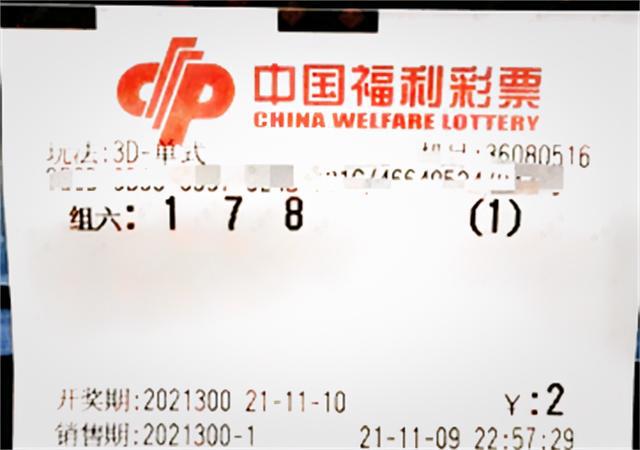 中国福利彩票
CHINA WELFARE LOTTERY
玩法:3D-单式 机号:36080516
组六: 1 7 8 (1)
开奖期:2021300 21-11-10 ￥:2
销售期:2021300-1 21-11-09 22:57:29